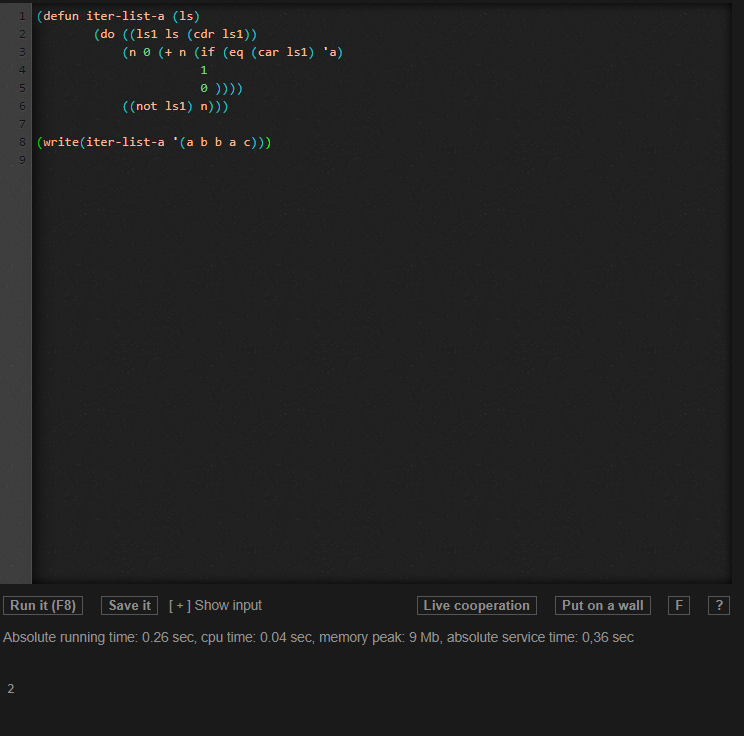 1 (defun iter-list-a (ls)
2         (do ((ls1 ls (cdr ls1))
3             (n 0 (+ n (if (eq (car ls1) 'a)
4                        1
5                        0 ))))
6             ((not ls1) n)))
7
8 (write(iter-list-a '(a b b a c)))
9
Run it (F8) Save it [ + ] Show input Live cooperation Put on a wall F ?
Absolute running time: 0.26 sec, cpu time: 0.04 sec, memory peak: 9 Mb, absolute service time: 0,36 sec
2